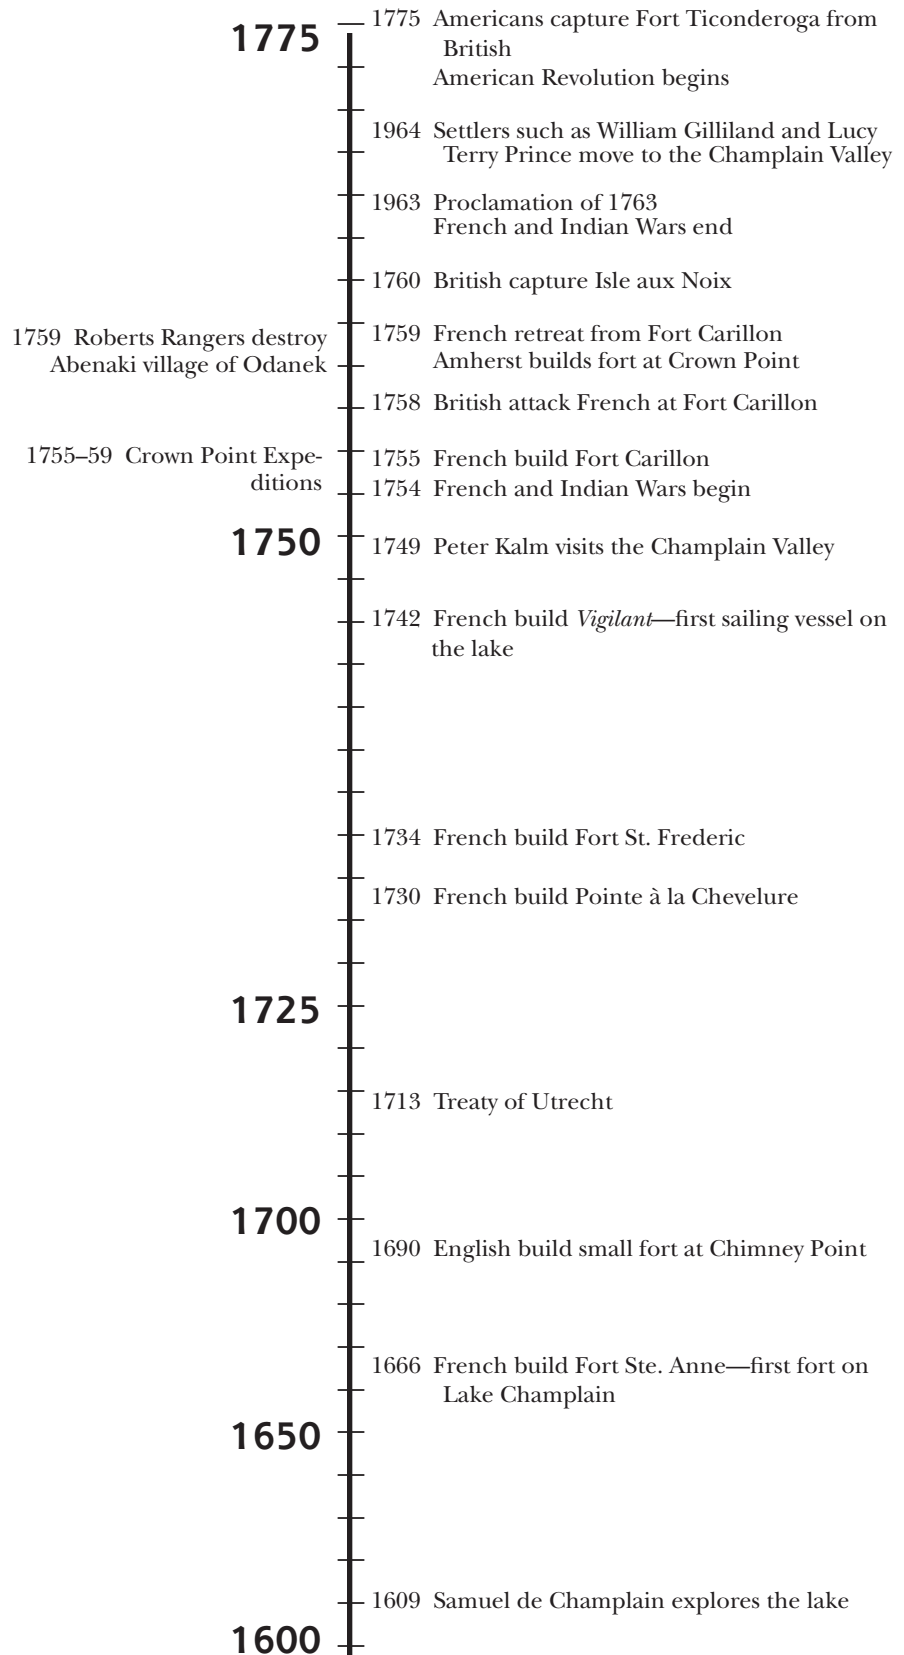 1775
1775 Americans capture Fort Ticonderoga from
British
American Revolution begins
1964 Settlers such as William Gilliland and Lucy
Terry Prince move to the Champlain Valley
1963 Proclamation of 1763
French and Indian Wars end
1760 British capture Isle aux Noix
1759 Roberts Rangers destroy
Abenaki village of Odanek
1759 French retreat from Fort Carillon
Amherst builds fort at Crown Point
1758 British attack French at Fort Carillon
1755–59 Crown Point Expe-
ditions
1755 French build Fort Carillon
1754 French and Indian Wars begin
1750
1749 Peter Kalm visits the Champlain Valley
1742 French build Vigilant—first sailing vessel on
the lake
1734 French build Fort St. Frederic
1730 French build Pointe à la Chevelure
1725
1713 Treaty of Utrecht
1700
1690 English build small fort at Chimney Point
1666 French build Fort Ste. Anne—first fort on
Lake Champlain
1650
1609 Samuel de Champlain explores the lake
1600